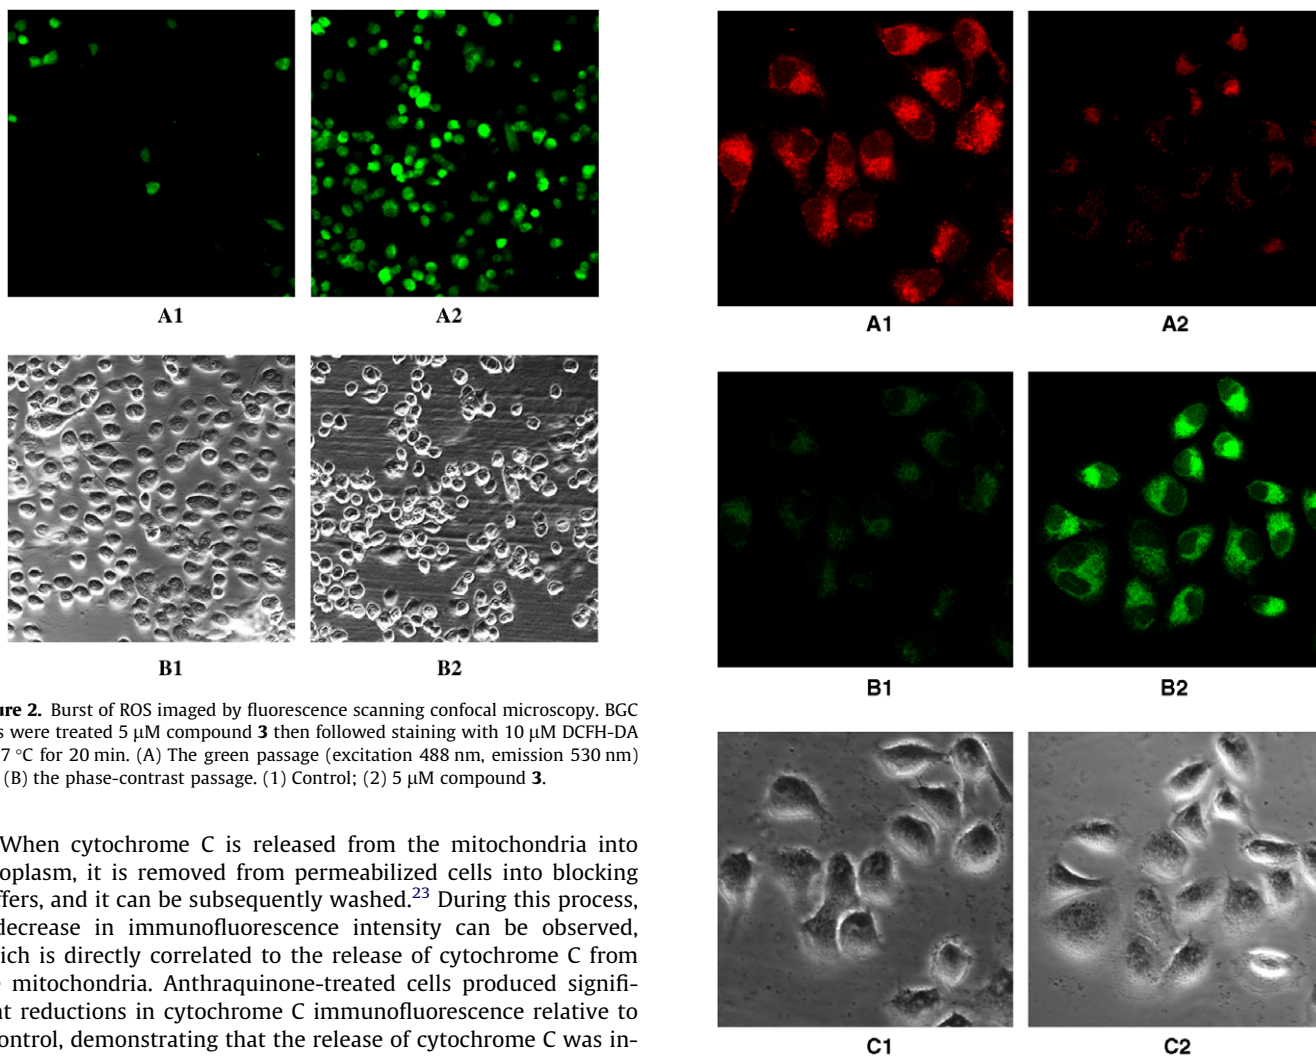 A1 A2
B1 B2
ure 2. Burst of ROS imaged by fluorescence scanning confocal microscopy. BGC
s were treated 5 μM compound 3 then followed staining with 10 μM DCFH-DA
7 °C for 20 min. (A) The green passage (excitation 488 nm, emission 530 nm)
(B) the phase-contrast passage. (1) Control; (2) 5 μM compound 3.
When cytochrome C is released from the mitochondria into
oplasm, it is removed from permeabilized cells into blocking
ffers, and it can be subsequently washed.23 During this process,
decrease in immunofluorescence intensity can be observed,
ich is directly correlated to the release of cytochrome C from
e mitochondria. Anthraquinone-treated cells produced signifi-
nt reductions in cytochrome C immunofluorescence relative to
ontrol, demonstrating that the release of cytochrome C was in-
A1 A2
B1 B2
C1 C2